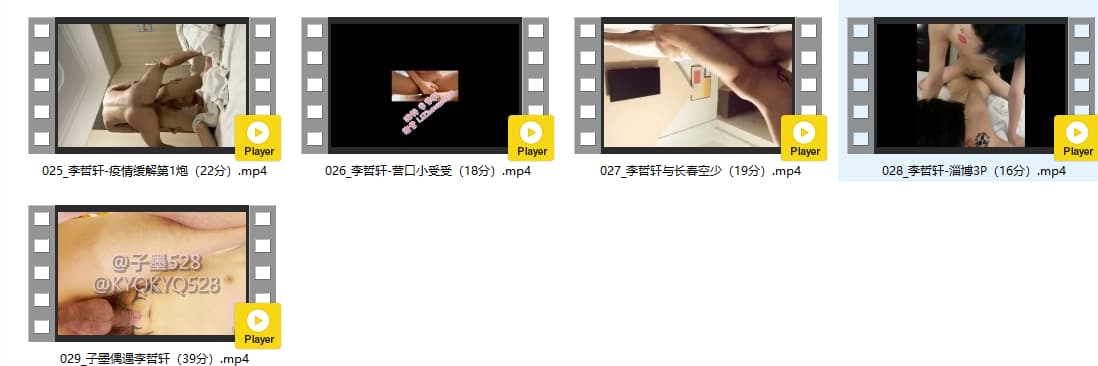 Player
Player
Player
Player
025_李哲轩-疫情缓解第1炮（22分）.mp4
026_李哲轩-营口小受受（18分）.mp4
027_李哲轩与长春空少（19分）.mp4
028_李哲轩-淄博3P（16分）.mp4
@子墨528
@KYQKYQ528
Player
029_子墨偶遇李哲轩（39分）.mp4